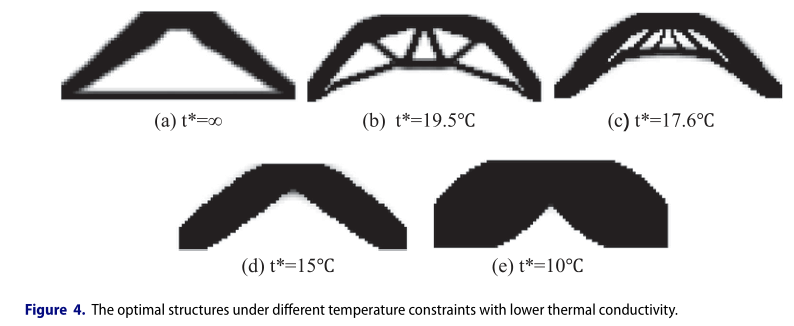 (a) t*=∞
(b) t*=19.5℃
(c) t*=17.6℃
(d) t*=15℃
(e) t*=10℃
Figure 4. The optimal structures under different temperature constraints with lower thermal conductivity.